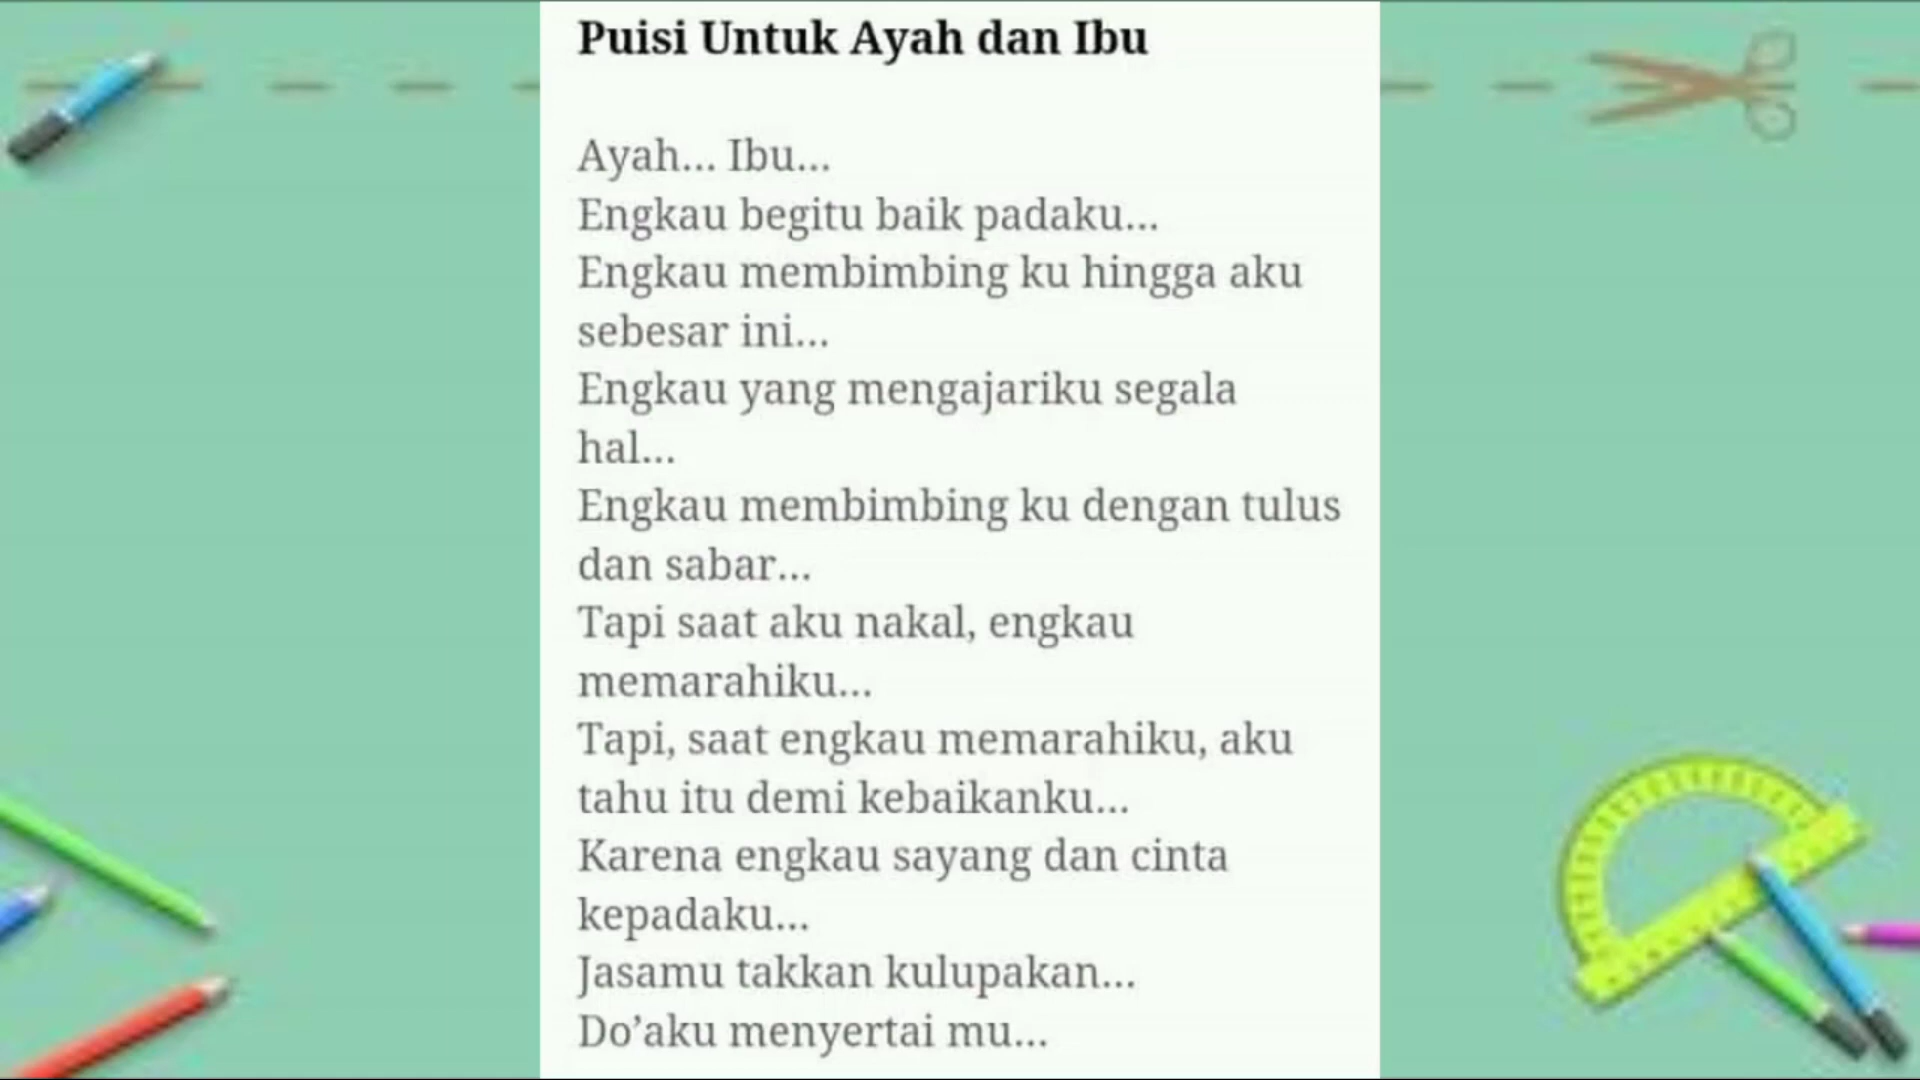 Puisi Untuk Ayah dan Ibu
Ayah... Ibu...
Engkau begitu baik padaku...
Engkau membimbing ku hingga aku
sebesar ini...
Engkau yang mengajariku segala
hal...
Engkau membimbing ku dengan tulus
dan sabar...
Tapi saat aku nakal, engkau
memarahiku...
Tapi, saat engkau memarahiku, aku
tahu itu demi kebaikanku...
Karena engkau sayang dan cinta
kepadaku...
Jasamu takkan kulupakan...
Do’aku menyertai mu...